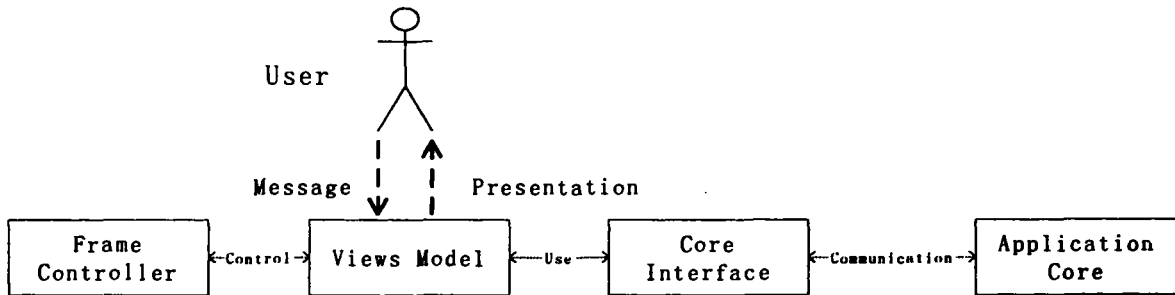 User
Message
Presentation
Frame
Controller
Control
Views Model
Use
Core
Interface
Communication
Application
Core